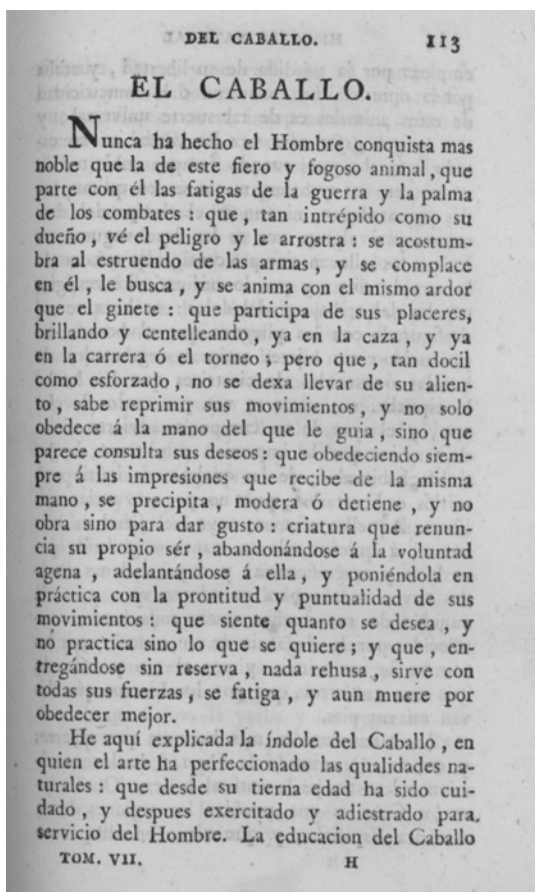 DEL CABALLO. 113
EL CABALLO.
Nunca ha hecho el Hombre conquista mas
noble que la de este fiero y fogoso animal, que
parte con él las fatigas de la guerra y la palma
de los combates : que, tan intrépido como su
dueño, vé el peligro y le arrostra : se acostum-
bra al estruendo de las armas, y se complace
en él, le busca, y se anima con el mismo ardor
que el ginete : que participa de sus placeres,
brillando y centelleando, ya en la caza, y ya
en la carrera ó el torneo; pero que, tan docil
como esforzado, no se dexa llevar de su alien-
to, sabe reprimir sus movimientos, y no solo
obedece á la mano del que le guia, sino que
parece consulta sus deseos : que obedeciendo siem-
pre á las impresiones que recibe de la misma
mano, se precipita, modera ó detiene, y no
obra sino para dar gusto : criatura que renun-
cia su propio sér, abandonándose á la voluntad
agena, adelantándose á ella, y poniéndola en
práctica con la prontitud y puntualidad de sus
movimientos : que siente quanto se desea, y
no practica sino lo que se quiere; y que, en-
tregándose sin reserva, nada rehusa, sirve con
todas sus fuerzas, se fatiga, y aun muere por
obedecer mejor.
He aquí explicada la índole del Caballo, en
quien el arte ha perfeccionado las qualidades na-
turales : que desde su tierna edad ha sido cui-
dado, y despues exercitado y adiestrado para
servicio del Hombre. La educacion del Caballo
TOM. VII. H